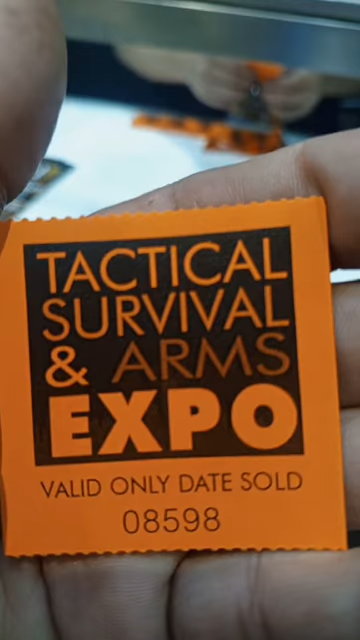 TACTICAL
SURVIVAL
& ARMS
EXPO
VALID ONLY DATE SOLD
08598